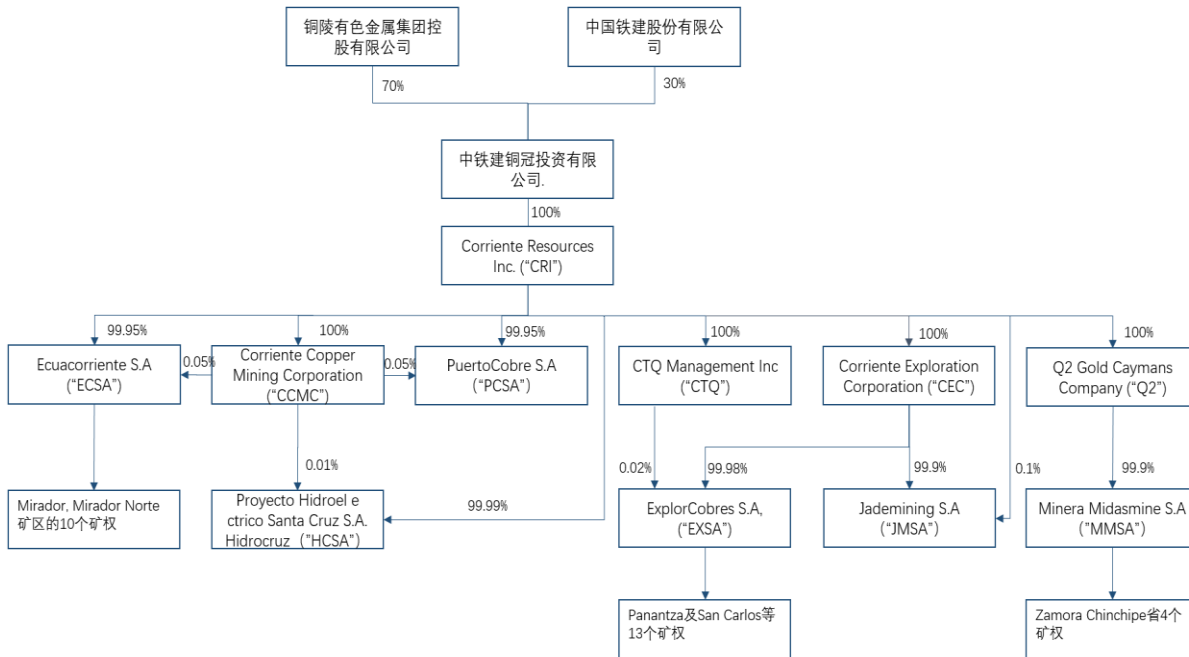 铜陵有色金属集团控
股有限公司
中国铁建股份有限公
司
70%
30%
中铁建铜冠投资有限
公司.
100%
Corriente Resources
Inc. (“CRI”)
99.95%
100%
99.95%
100%
100%
100%
Ecuacorriente S.A
(“ECSA”)
0.05%
Corriente Copper
Mining Corporation
(“CCMC”)
0.05%
PuertoCobre S.A
(“PCSA”)
CTQ Management Inc
(“CTQ”)
Corriente Exploration
Corporation (“CEC”)
Q2 Gold Caymans
Company (“Q2”)
0.01%
0.02%
99.98%
99.9%
0.1%
99.9%
Mirador, Mirador Norte
矿区的10个矿权
Proyecto Hidroel e
ctrico Santa Cruz S.A.
Hidrocruz（”HCSA”)
99.99%
ExplorCobres S.A,
(“EXSA”)
Jademining S.A
(“JMSA”)
Minera Midasmine S.A
(”MMSA”)
Panantza及San Carlos等
13个矿权
Zamora Chinchipe省4个
矿权